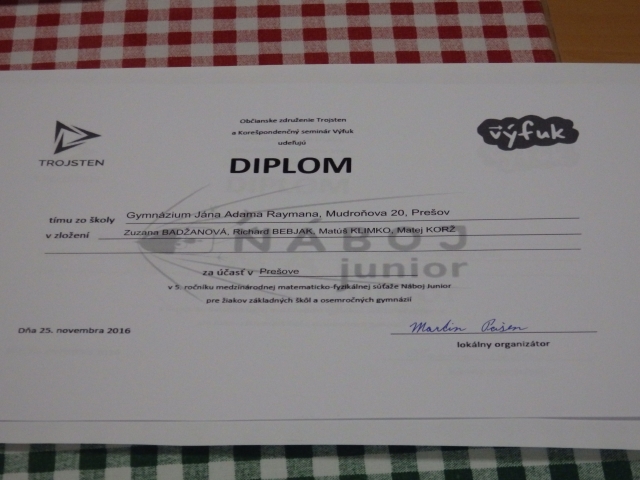 TROJSTEN
Občianske združenie Trojsten
a Korešpondenčný seminár Výfuk
udeľujú
výfuk
DIPLOM
tímu zo školy Gymnázium Jána Adama Raymana, Mudroňova 20, Prešov
v zložení Zuzana BADŽANOVÁ, Richard BEBJAK, Matúš KLIMKO, Matej KORŽ
NÁBOJ
junior
za účasť v Prešove
v 5. ročníku medzinárodnej matematicko-fyzikálnej súťaže Náboj Junior
pre žiakov základných škôl a osemročných gymnázií
Dňa 25. novembra 2016
Martin
lokálny organizátor